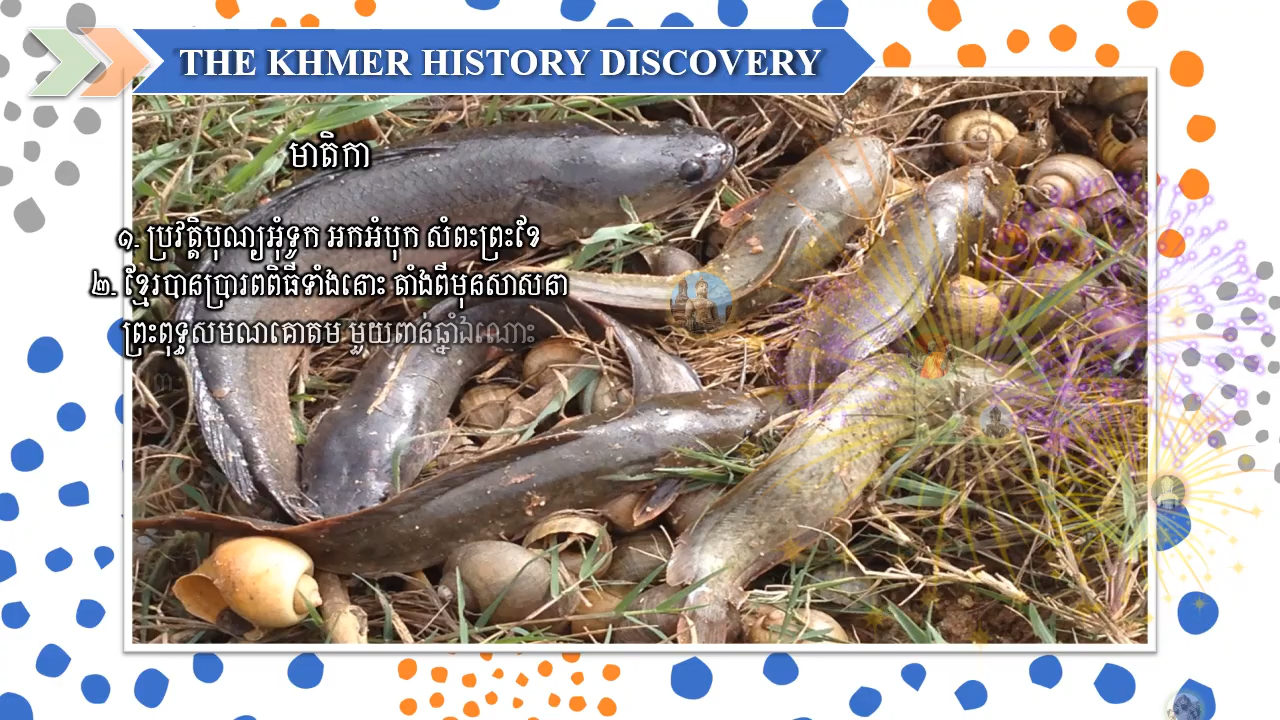 THE KHMER HISTORY DISCOVERY
មាតិកា
១. ប្រវត្តិបុណ្យអុំទូក អកអំបុក សំពះព្រះខែ
២. ខ្មែរបានប្រារពពិធីទាំងនោះ តាំងពីមុនសាសនា
ព្រះពុទ្ធសមណគោតម មួយពាន់ឆ្នាំឯណោះ